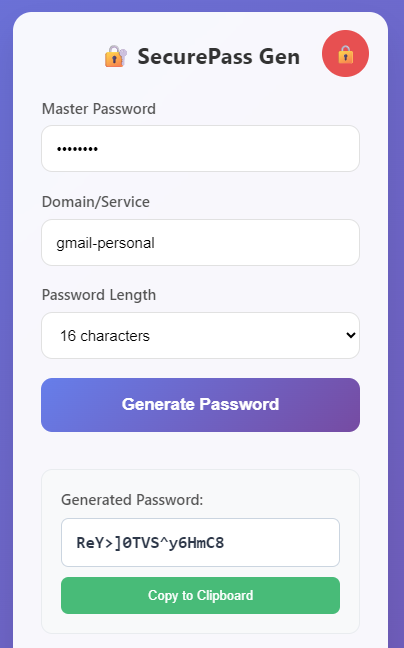 🔐 SecurePass Gen
🔒
Master Password
••••••••
Domain/Service
gmail-personal
Password Length
16 characters
Generate Password
Generated Password:
ReY>]0TVS^y6HmC8
Copy to Clipboard